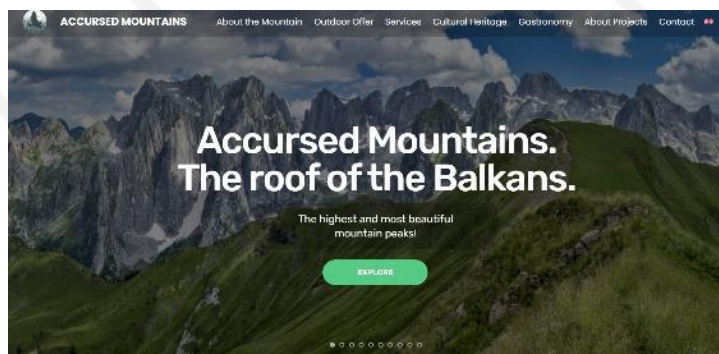 ACCURSED MOUNTAINS About the Mountain Outdoor Offer Services Cultural Heritage Gastronomy About Projects Contact
Accursed Mountains.
The roof of the Balkans.
The highest and most beautiful
mountain peaks!
EXPLORE